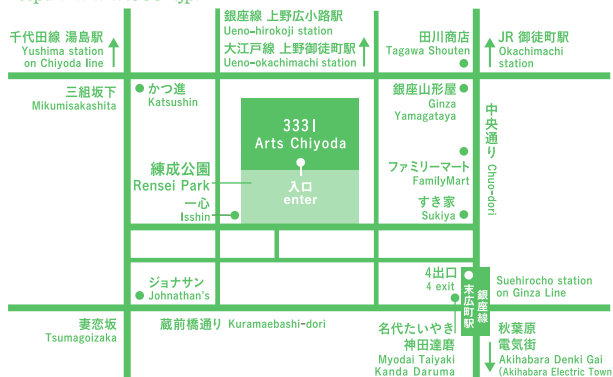 千代田線 湯島駅
Yushima station
on Chiyoda line
銀座線 上野広小路駅
Ueno-hirokoji station
大江戸線 上野御徒町駅
Ueno-okachimachi station
田川商店
Tagawa Shouten
JR 御徒町駅
Okachimachi
station
三組坂下
Mikumisakashita
かつ進
Katsushin
3331
Arts Chiyoda
入口
enter
銀座山形屋
Ginza
Yamagataya
中央通り Chuo-dori
練成公園
Rensei Park
ファミリーマート
FamilyMart
一心
Isshin
すき家
Sukiya
ジョナサン
Johnathan's
4出口
4 exit
末広町駅
銀座線
Suehirocho station
on Ginza Line
妻恋坂
Tsumagoizaka
蔵前橋通り Kuramaebashi-dori
名代たいやき
神田達磨
Myodai Taiyaki
Kanda Daruma
秋葉原
電気街
Akihabara Denki Gai
(Akihabara Electric Town